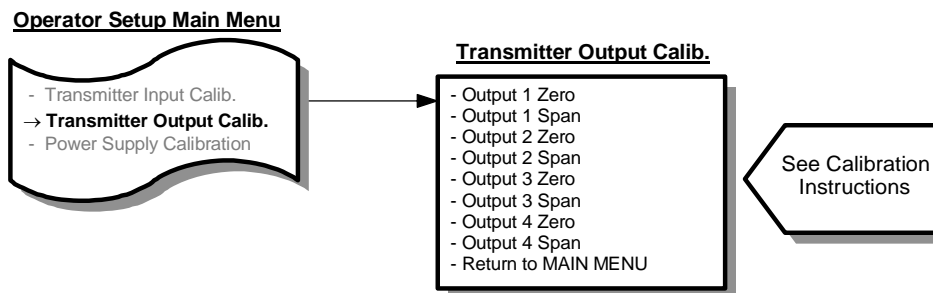 Operator Setup Main Menu
- Transmitter Input Calib.
→ Transmitter Output Calib.
- Power Supply Calibration
Transmitter Output Calib.
- Output 1 Zero
- Output 1 Span
- Output 2 Zero
- Output 2 Span
- Output 3 Zero
- Output 3 Span
- Output 4 Zero
- Output 4 Span
- Return to MAIN MENU
See Calibration
Instructions